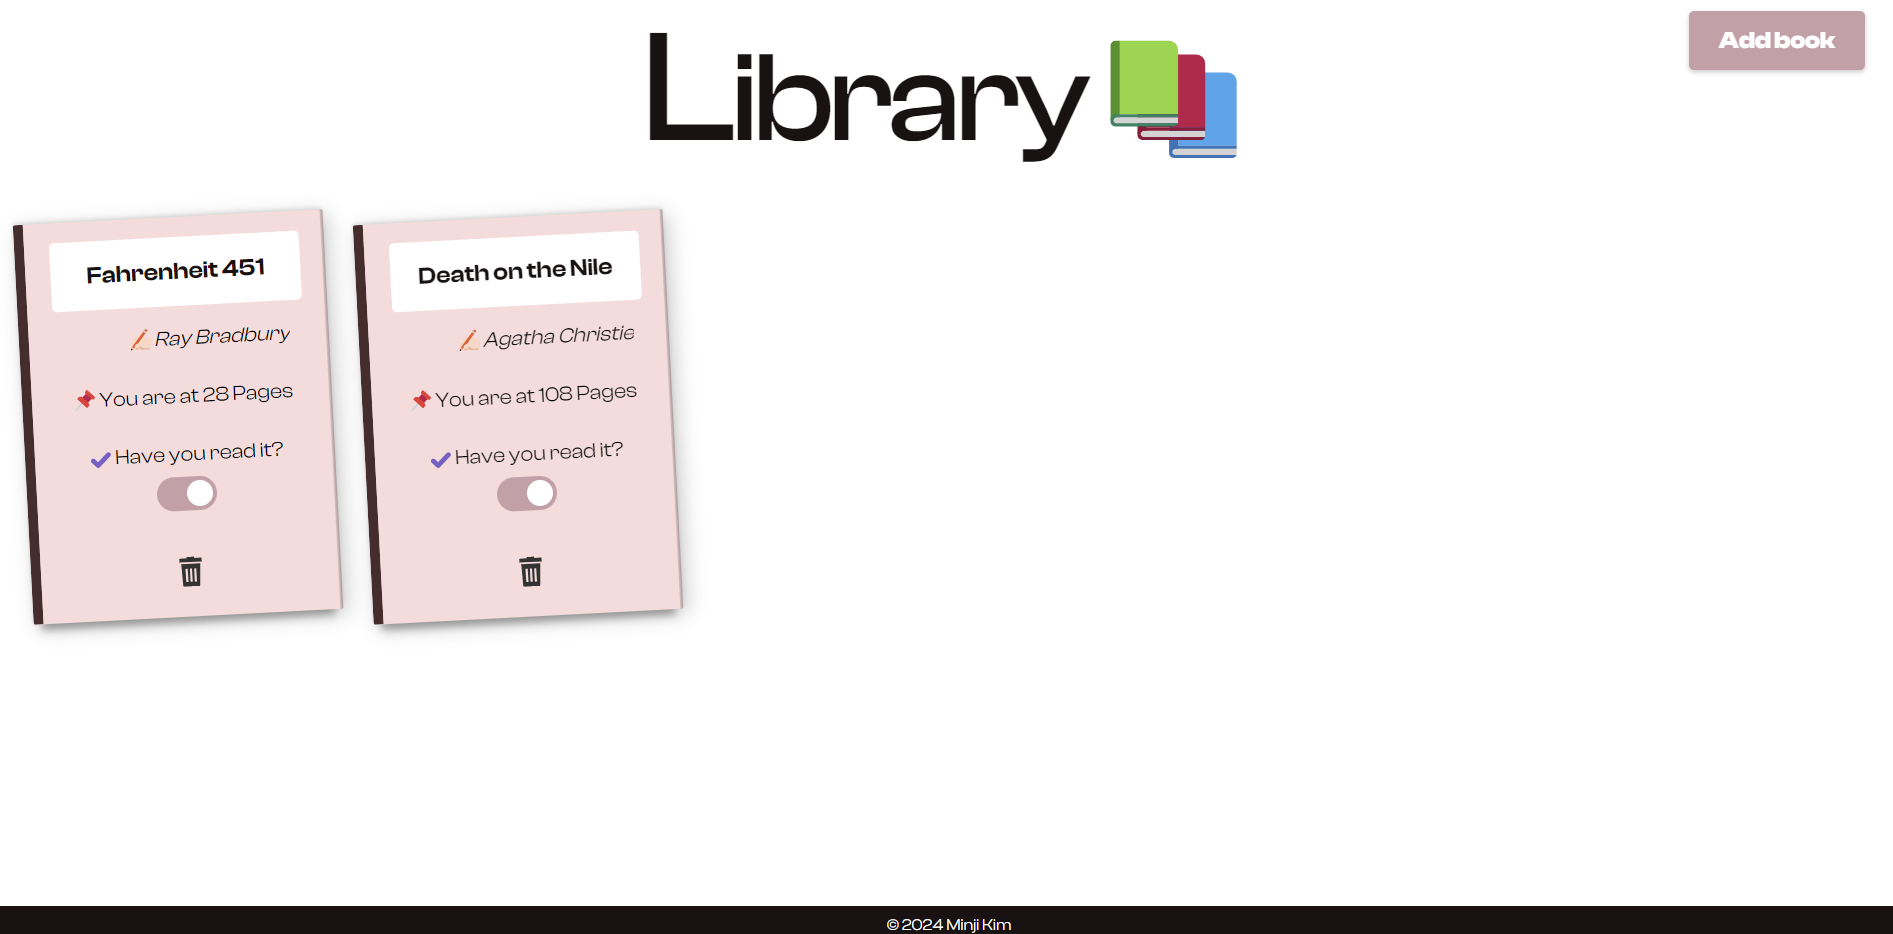 Add book
Library
Fahrenheit 451
Ray Bradbury
You are at 28 Pages
Have you read it?
Death on the Nile
Agatha Christie
You are at 108 Pages
Have you read it?
© 2024 Minji Kim